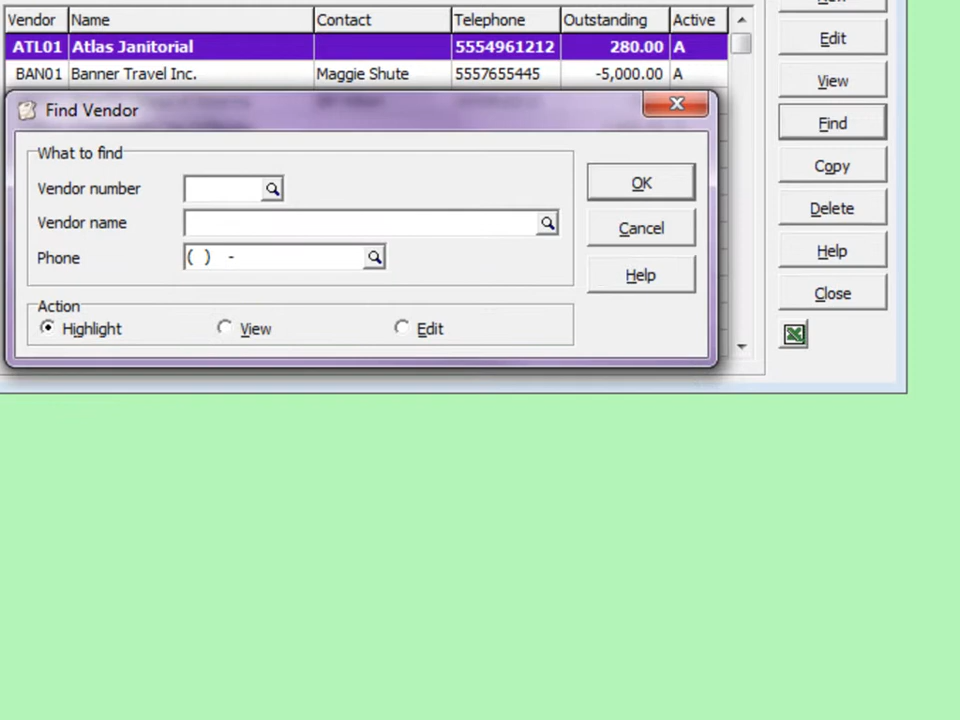 Vendor Name Contact Telephone Outstanding Active
ATL01 Atlas Janitorial 5554961212 280.00 A
BAN01 Banner Travel Inc. Maggie Shute 5557655445 -5,000.00 A
Edit
View
Find
Copy
Delete
Help
Close
Find Vendor
What to find
Vendor number
Vendor name
Phone ( ) -
OK
Cancel
Help
Action
Highlight View Edit